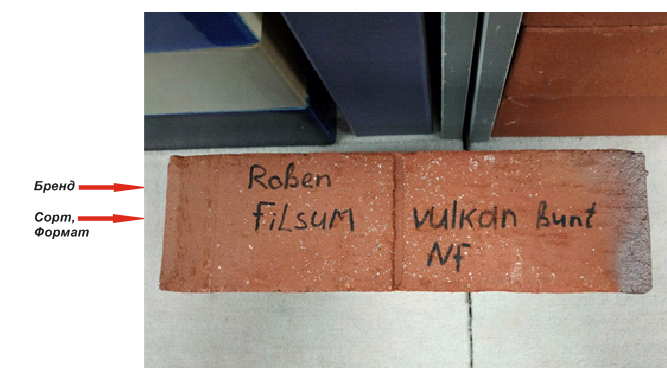 Бренд
Сорт,
Формат
Roben
FilsuM
vulkan Bunt
NF